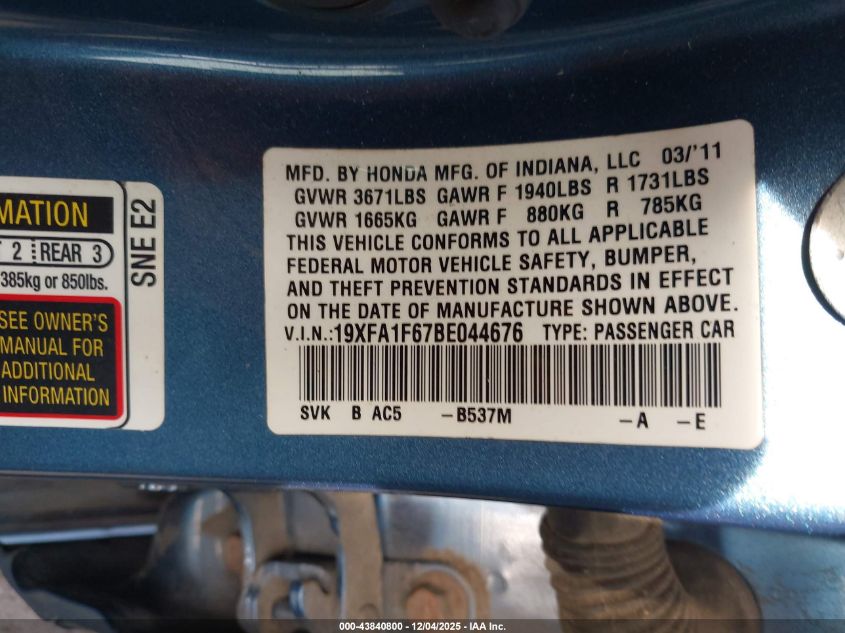 MATION
T 2 REAR 3
385kg or 850lbs.
SEE OWNER'S
MANUAL FOR
ADDITIONAL
INFORMATION
SNE E2
MFD. BY HONDA MFG. OF INDIANA, LLC 03/'11
GVWR 3671LBS GAWR F 1940LBS R 1731LBS
GVWR 1665KG GAWR F 880KG R 785KG
THIS VEHICLE CONFORMS TO ALL APPLICABLE
FEDERAL MOTOR VEHICLE SAFETY, BUMPER,
AND THEFT PREVENTION STANDARDS IN EFFECT
ON THE DATE OF MANUFACTURE SHOWN ABOVE.
V.I.N.:19XFA1F67BE044676 TYPE: PASSENGER CAR
SVK B AC5 -B537M -A -E
000-43840800 - 12/04/2025 - IAA Inc.